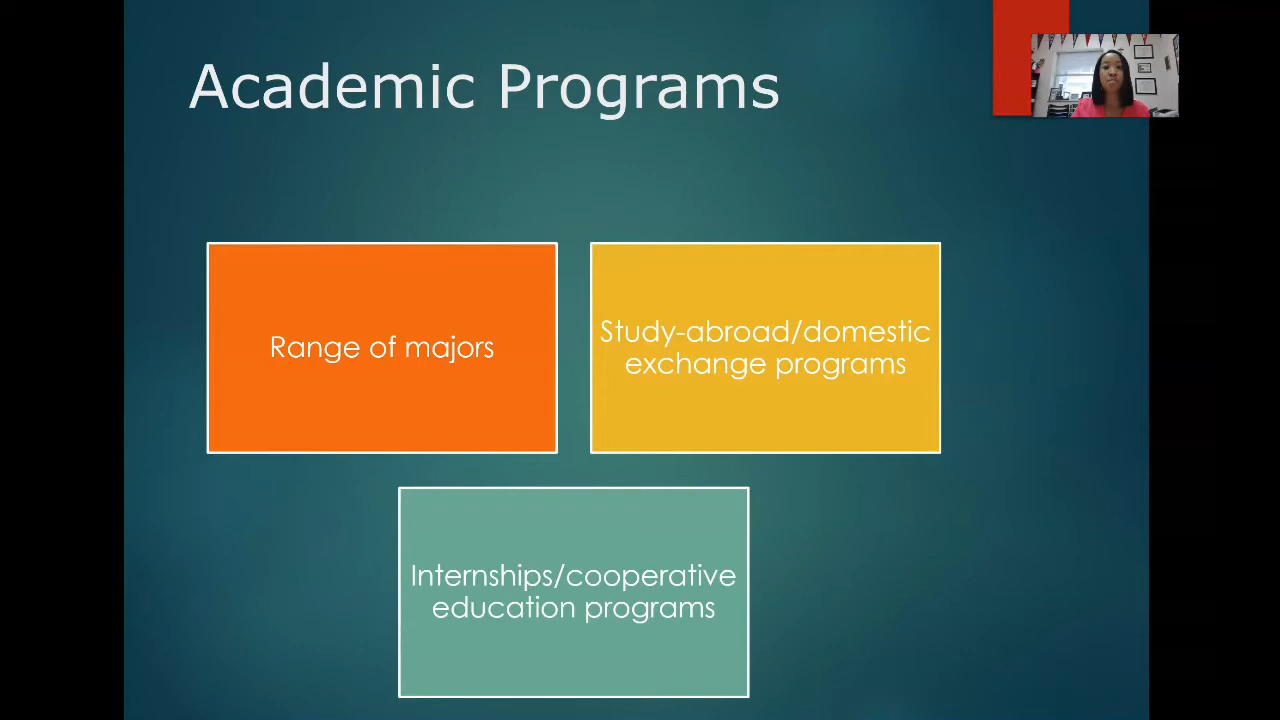 Academic Programs
Range of majors
Study-abroad/domestic
exchange programs
Internships/cooperative
education programs